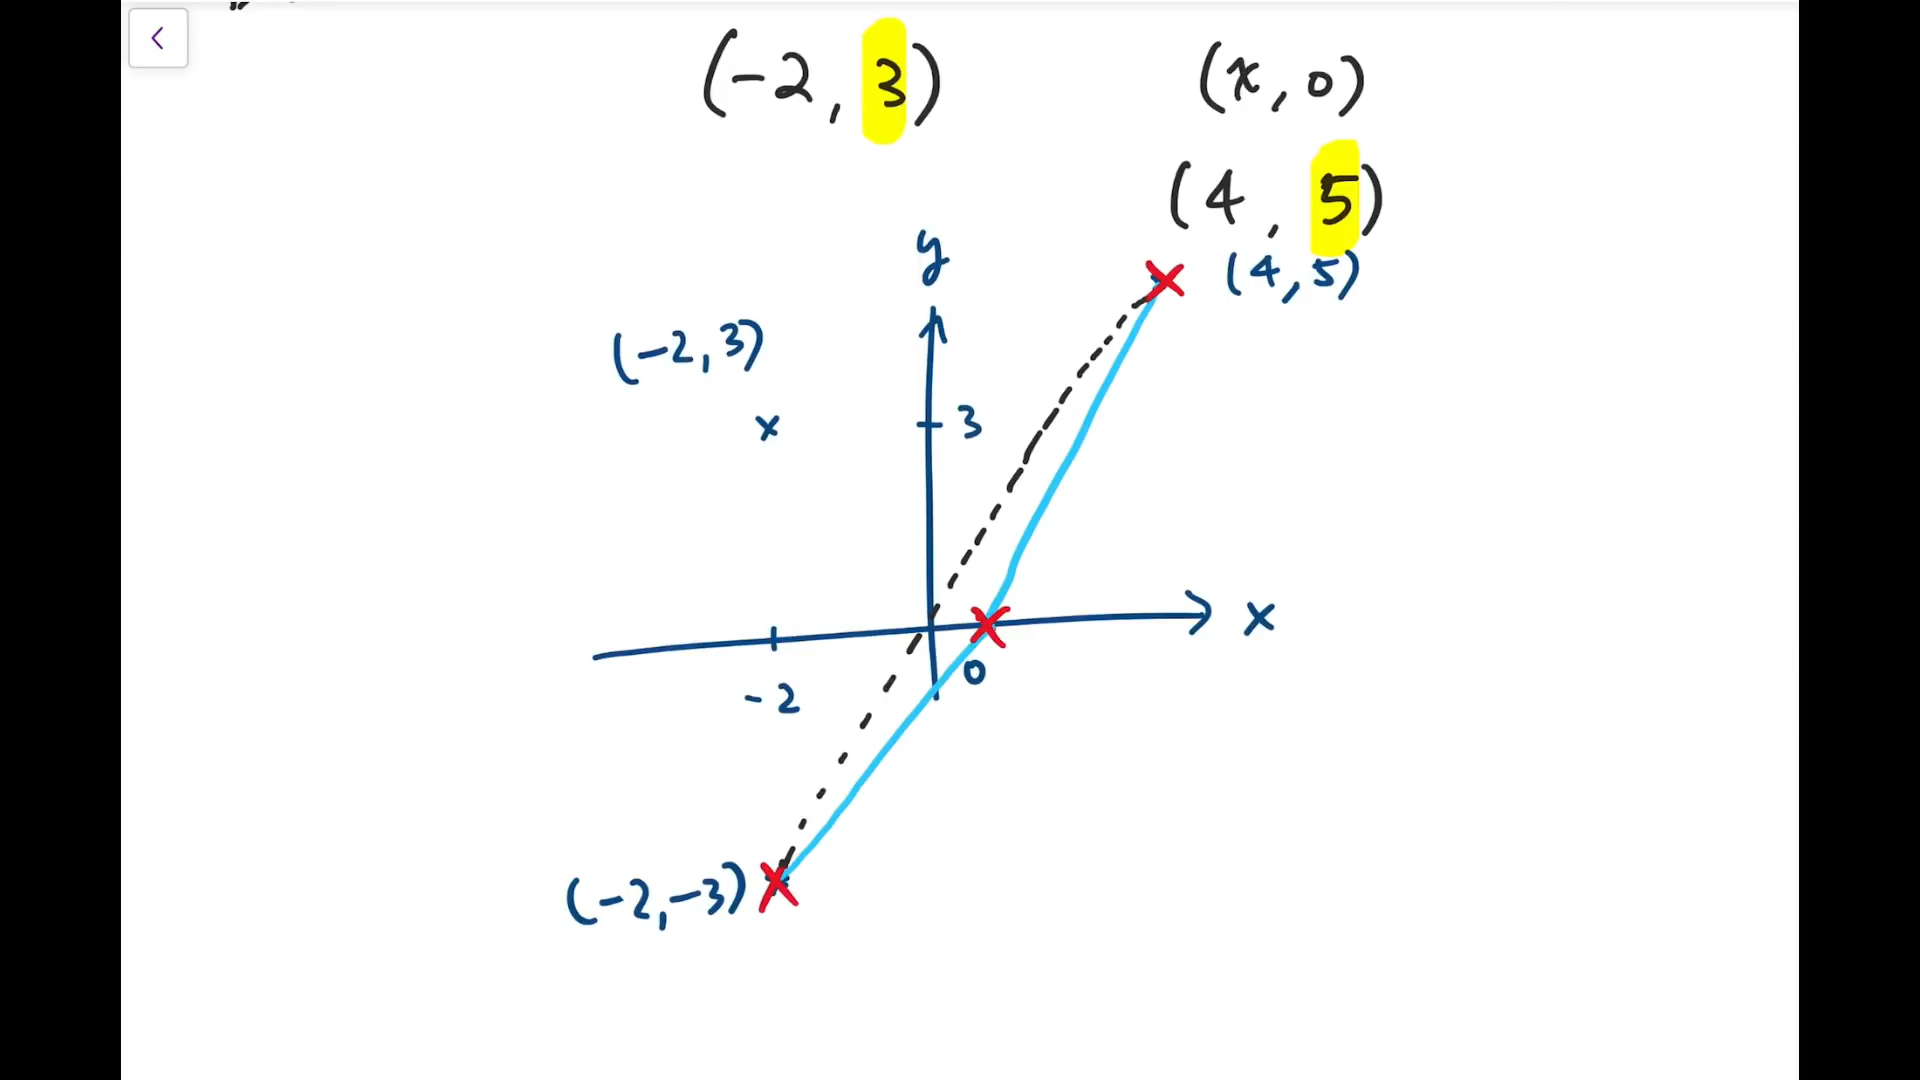 (-2, 3)
(x, 0)
(4, 5)
y
(4, 5)
(-2, 3)
x
3
x
-2
0
(-2, -3)